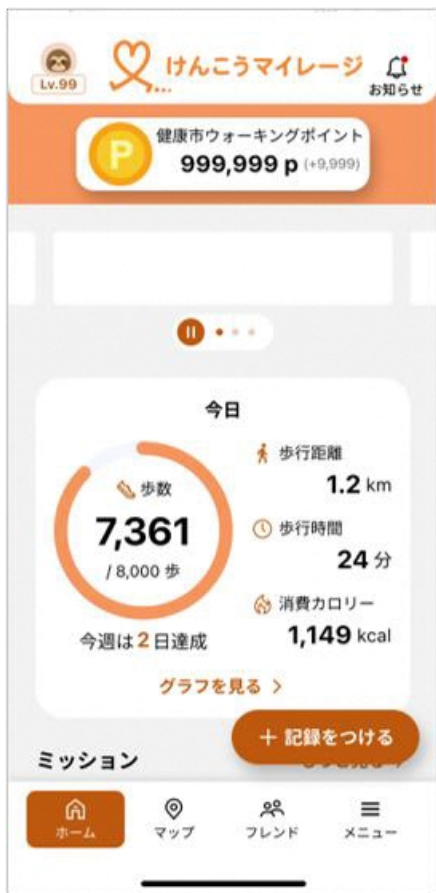 Lv.99
けんこうマイレージ
お知らせ
P
健康市ウォーキングポイント
999,999 p (+9,999)
今日
歩数
7,361
/ 8,000 歩
今週は2日達成
歩行距離
1.2 km
歩行時間
24 分
消費カロリー
1,149 kcal
グラフを見る >
+ 記録をつける
ミッション
ホーム
マップ
フレンド
メニュー